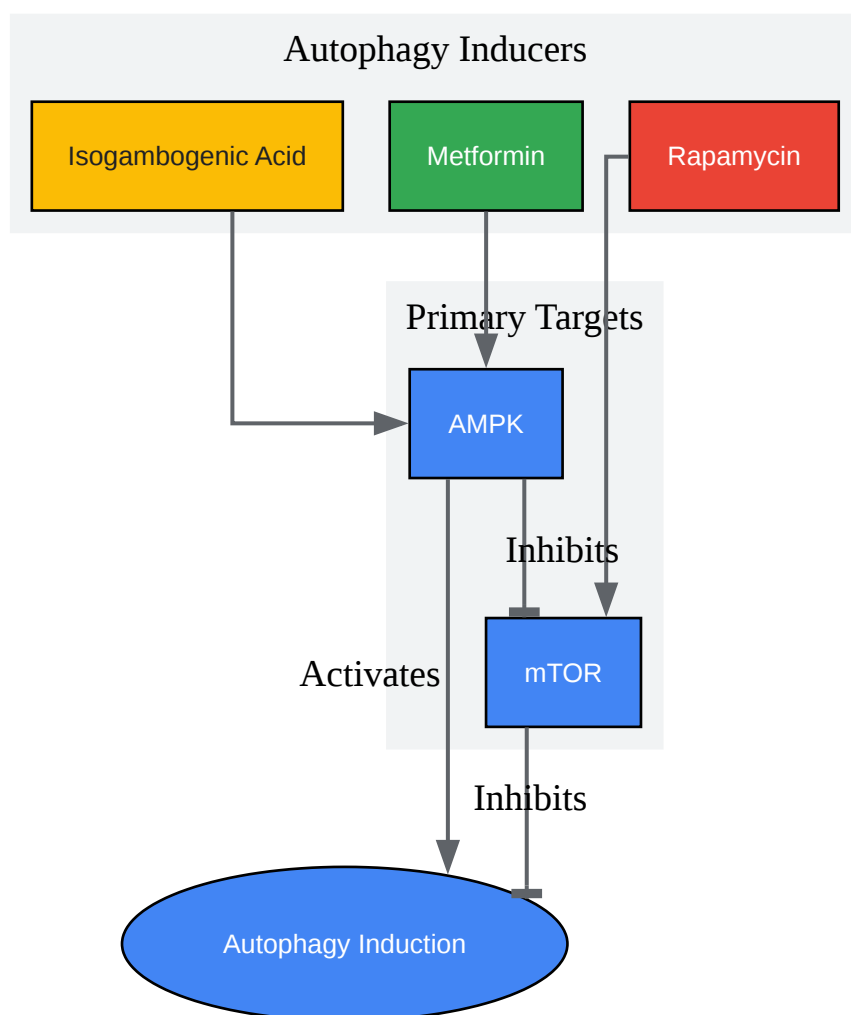 Autophagy Inducers
Isogambogenic Acid
Metformin
Rapamycin
Primary Targets
AMPK
Inhibits
Activates
mTOR
Inhibits
Autophagy Induction